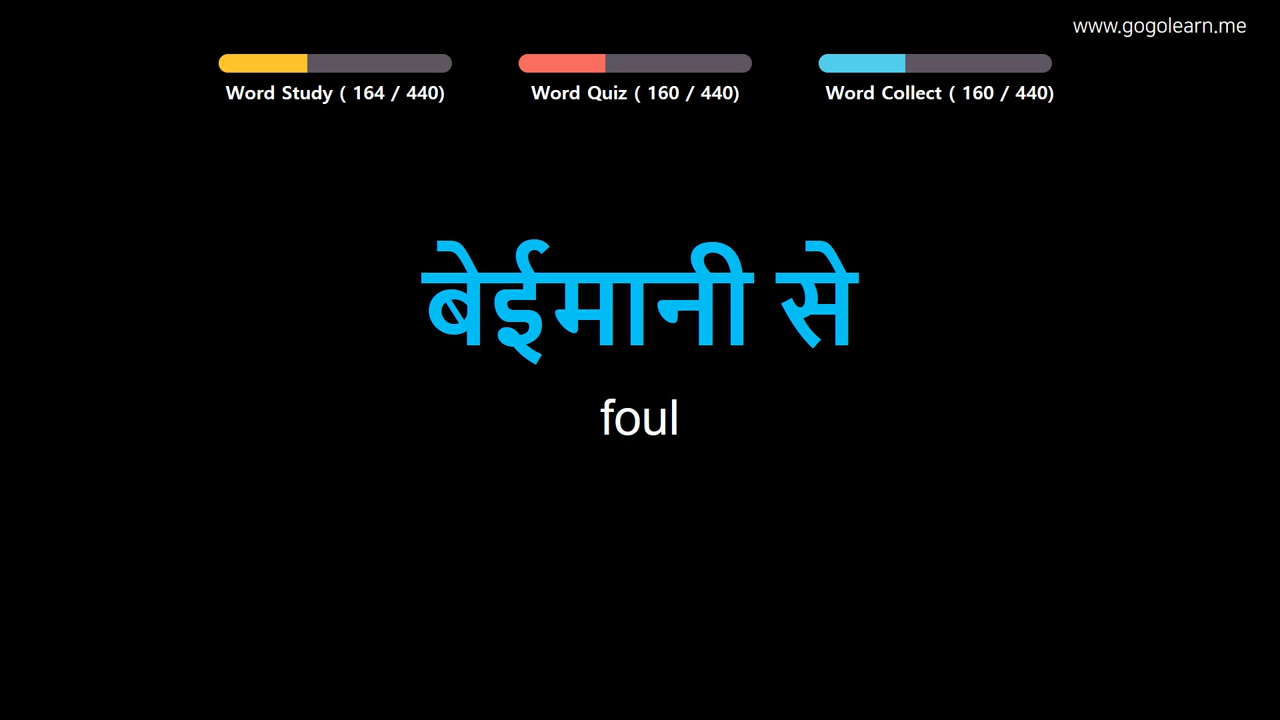 www.gogolearn.me
Word Study ( 164 / 440)
Word Quiz ( 160 / 440)
Word Collect ( 160 / 440)
बेईमानी से
foul